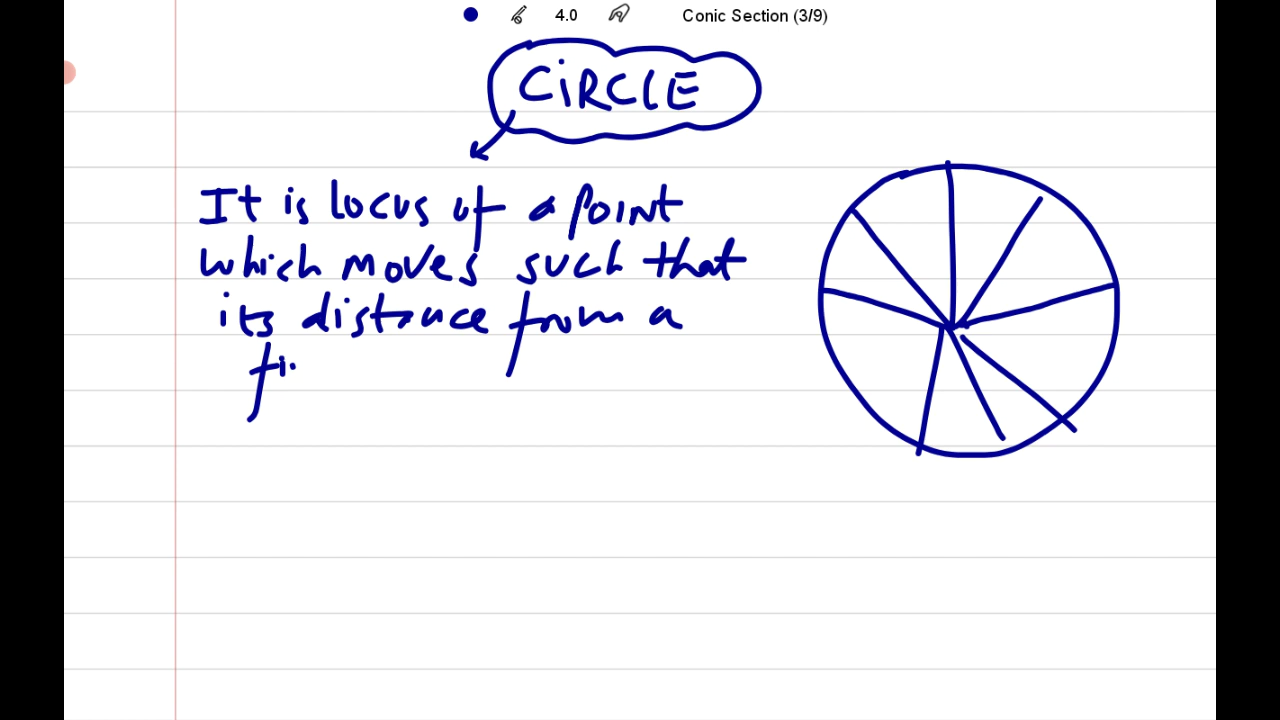 4.0 Conic Section (3/9)
CiRCLE
It is locus of a point
which moves such that
its distance from a
fi